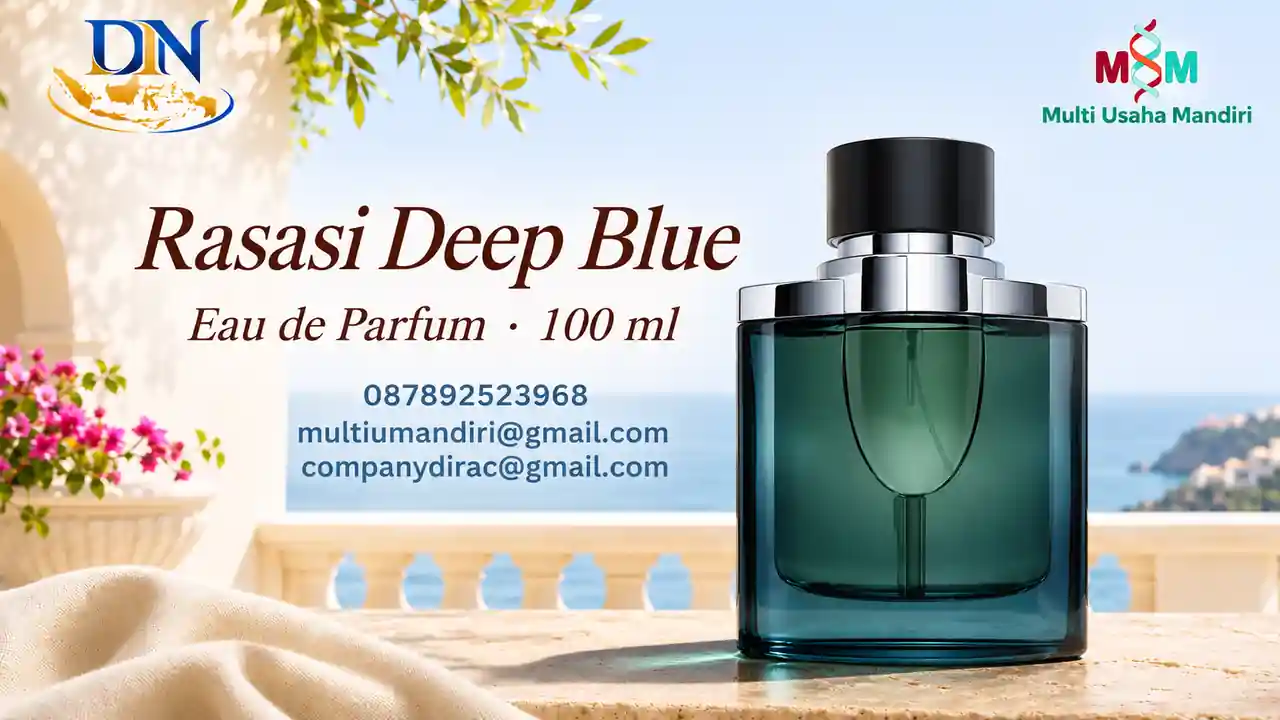 DIN
MSM
Multi Usaha Mandiri
Rasasi Deep Blue
Eau de Parfum · 100 ml
087892523968
multiumandiri@gmail.com
companydirac@gmail.com